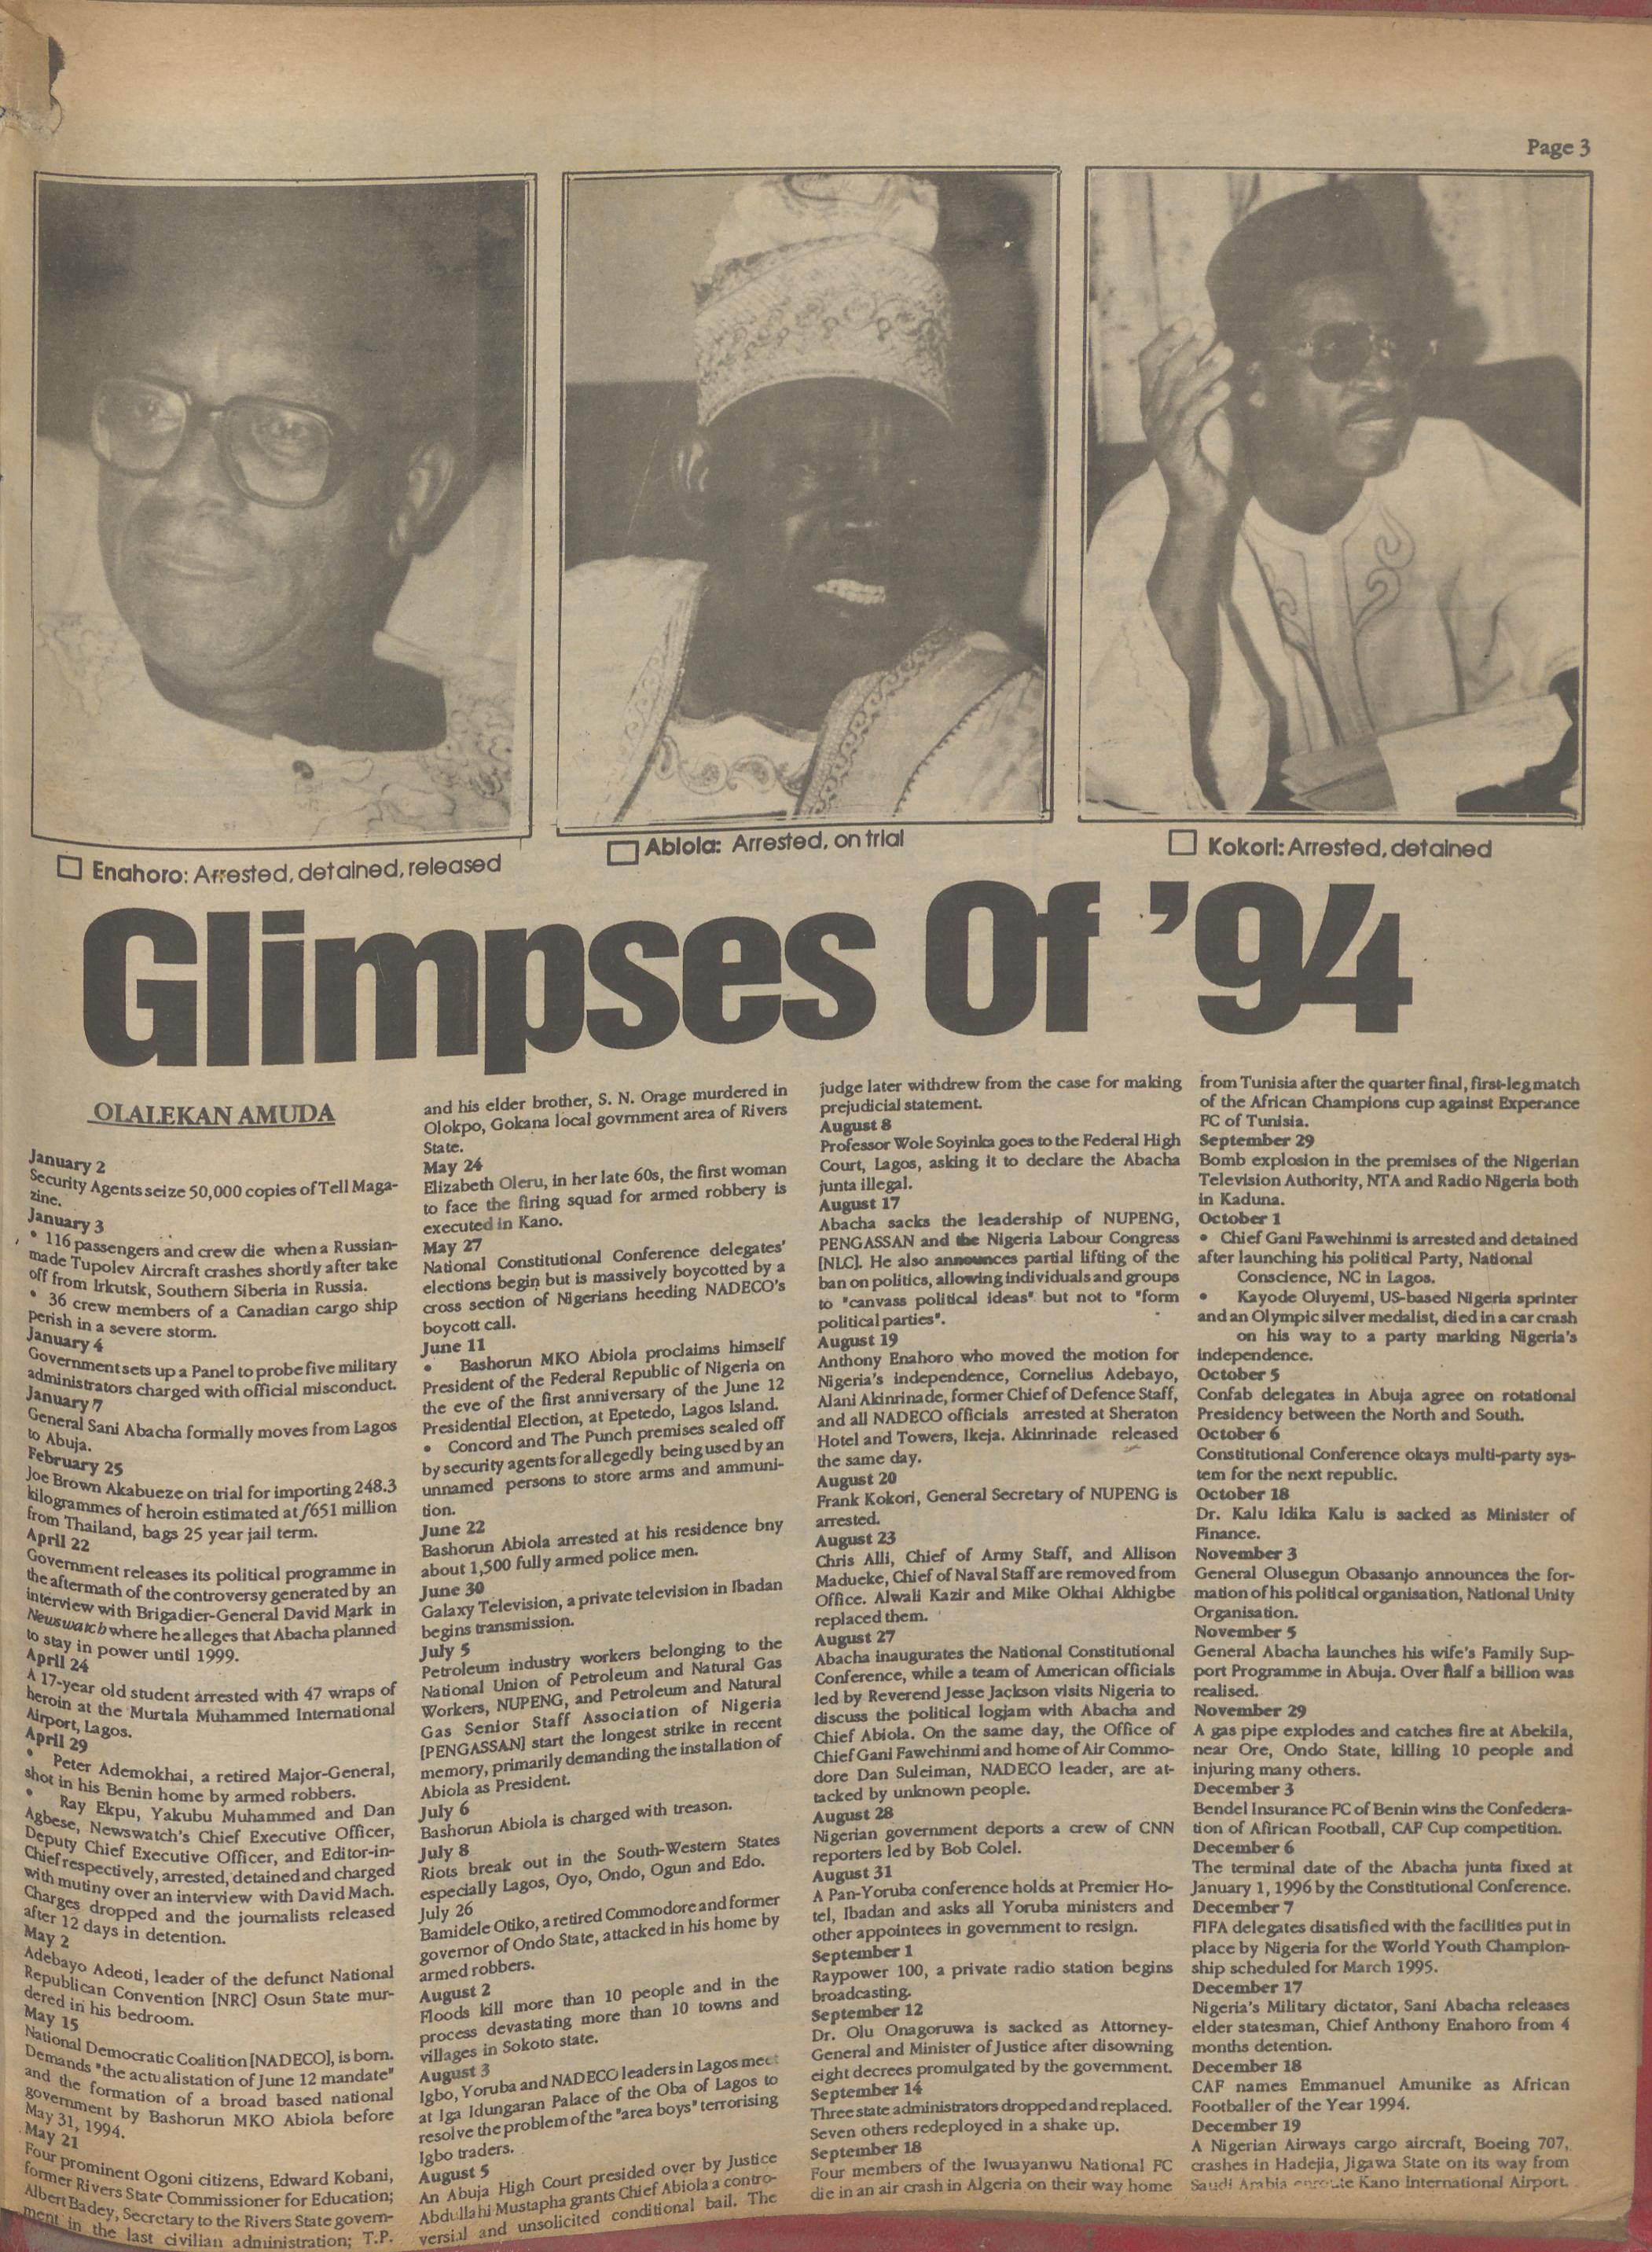 Page 3
Enahoro: Arrested, detained, released
Abiola: Arrested, on trial
Kokori: Arrested, detained
Glimpses Of '94
OLALEKAN AMUDA
January 2
Security Agents seize 50,000 copies of Tell Maga-
zine.
January 3
• 116 passengers and crew die when a Russian-
made Tupolev Aircraft crashes shortly after take
off from Irkutsk, Southern Siberia in Russia.
• 36 crew members of a Canadian cargo ship
perish in a severe storm.
January 4
Government sets up a Panel to probe five military
administrators charged with official misconduct.
January 7
General Sani Abacha formally moves from Lagos
to Abuja.
February 25
Joe Brown Akabueze on trial for importing 248.3
kilogrammes of heroin estimated at ƒ651 million
from Thailand, bags 25 year jail term.
April 22
Government releases its political programme in
the aftermath of the controversy generated by an
interview with Brigadier-General David Mark in
Newswatch where he alleges that Abacha planned
to stay in power until 1999.
April 24
A 17-year old student arrested with 47 wraps of
heroin at the Murtala Muhammed International
Airport, Lagos.
April 29
• Peter Ademokhai, a retired Major-General,
shot in his Benin home by armed robbers.
• Ray Ekpu, Yakubu Muhammed and Dan
Agbese, Newswatch's Chief Executive Officer,
Deputy Chief Executive Officer, and Editor-in-
Chief respectively, arrested, detained and charged
with mutiny over an interview with David Mach.
Charges dropped and the journalists released
after 12 days in detention.
May 2
Adebayo Adeoti, leader of the defunct National
Republican Convention [NRC] Osun State mur-
dered in his bedroom.
May 15
National Democratic Coalition [NADECO], is born.
Demands "the actualistation of June 12 mandate"
and the formation of a broad based national
government by Bashorun MKO Abiola before
May 31, 1994.
May 21
Four prominent Ogoni citizens, Edward Kobani,
former Rivers State Commissioner for Education;
Albert Badey, Secretary to the Rivers State govern-
ment in the last civilian administration; T.P.
and his elder brother, S. N. Orage murdered in
Olokpo, Gokana local govrnment area of Rivers
State.
May 24
Elizabeth Oleru, in her late 60s, the first woman
to face the firing squad for armed robbery is
executed in Kano.
May 27
National Constitutional Conference delegates'
elections begin but is massively boycotted by a
cross section of Nigerians heeding NADECO's
boycott call.
June 11
• Bashorun MKO Abiola proclaims himself
President of the Federal Republic of Nigeria on
the eve of the first anniversary of the June 12
Presidential Election, at Epetedo, Lagos Island.
• Concord and The Punch premises sealed off
by security agents for allegedly being used by an
unnamed persons to store arms and ammuni-
tion.
June 22
Bashorun Abiola arrested at his residence bny
about 1,500 fully armed police men.
June 30
Galaxy Television, a private television in Ibadan
begins transmission.
July 5
Petroleum industry workers belonging to the
National Union of Petroleum and Natural Gas
Workers, NUPENG, and Petroleum and Natural
Gas Senior Staff Association of Nigeria
[PENGASSAN] start the longest strike in recent
memory, primarily demanding the installation of
Abiola as President.
July 6
Bashorun Abiola is charged with treason.
July 8
Riots break out in the South-Western States
especially Lagos, Oyo, Ondo, Ogun and Edo.
July 26
Bamidele Otiko, a retired Commodore and former
governor of Ondo State, attacked in his home by
armed robbers.
August 2
Floods kill more than 10 people and in the
process devastating more than 10 towns and
villages in Sokoto state.
August 3
Igbo, Yoruba and NADECO leaders in Lagos meet
at Iga Idungaran Palace of the Oba of Lagos to
resolve the problem of the "area boys" terrorising
Igbo traders.
August 5
An Abuja High Court presided over by Justice
Abdullahi Mustapha grants Chief Abiola a contro-
versial and unsolicited conditional bail. The
judge later withdrew from the case for making
prejudicial statement.
August 8
Professor Wole Soyinka goes to the Federal High
Court, Lagos, asking it to declare the Abacha
junta illegal.
August 17
Abacha sacks the leadership of NUPENG,
PENGASSAN and the Nigeria Labour Congress
[NLC]. He also announces partial lifting of the
ban on politics, allowing individuals and groups
to "canvass political ideas" but not to "form
political parties".
August 19
Anthony Enahoro who moved the motion for
Nigeria's independence, Cornelius Adebayo,
Alani Akinrinade, former Chief of Defence Staff,
and all NADECO officials arrested at Sheraton
Hotel and Towers, Ikeja. Akinrinade released
the same day.
August 20
Frank Kokori, General Secretary of NUPENG is
arrested.
August 23
Chris Alli, Chief of Army Staff, and Allison
Madueke, Chief of Naval Staff are removed from
Office. Alwali Kazir and Mike Okhai Akhigbe
replaced them.
August 27
Abacha inaugurates the National Constitutional
Conference, while a team of American officials
led by Reverend Jesse Jackson visits Nigeria to
discuss the political logjam with Abacha and
Chief Abiola. On the same day, the Office of
Chief Gani Fawehinmi and home of Air Commo-
dore Dan Suleiman, NADECO leader, are at-
tacked by unknown people.
August 28
Nigerian government deports a crew of CNN
reporters led by Bob Colel.
August 31
A Pan-Yoruba conference holds at Premier Ho-
tel, Ibadan and asks all Yoruba ministers and
other appointees in government to resign.
September 1
Raypower 100, a private radio station begins
broadcasting.
September 12
Dr. Olu Onagoruwa is sacked as Attorney-
General and Minister of Justice after disowning
eight decrees promulgated by the government.
September 14
Three state administrators dropped and replaced.
Seven others redeployed in a shake up.
September 18
Four members of the Iwuayanwu National FC
die in an air crash in Algeria on their way home
from Tunisia after the quarter final, first-leg match
of the African Champions cup against Experance
FC of Tunisia.
September 29
Bomb explosion in the premises of the Nigerian
Television Authority, NTA and Radio Nigeria both
in Kaduna.
October 1
• Chief Gani Fawehinmi is arrested and detained
after launching his political Party, National
Conscience, NC in Lagos.
• Kayode Oluyemi, US-based Nigeria sprinter
and an Olympic silver medalist, died in a car crash
on his way to a party marking Nigeria's
independence.
October 5
Confab delegates in Abuja agree on rotational
Presidency between the North and South.
October 6
Constitutional Conference okays multi-party sys-
tem for the next republic.
October 18
Dr. Kalu Idika Kalu is sacked as Minister of
Finance.
November 3
General Olusegun Obasanjo announces the for-
mation of his political organisation, National Unity
Organisation.
November 5
General Abacha launches his wife's Family Sup-
port Programme in Abuja. Over half a billion was
realised.
November 29
A gas pipe explodes and catches fire at Abekila,
near Ore, Ondo State, killing 10 people and
injuring many others.
December 3
Bendel Insurance FC of Benin wins the Confedera-
tion of Afirican Football, CAF Cup competition.
December 6
The terminal date of the Abacha junta fixed at
January 1, 1996 by the Constitutional Conference.
December 7
FIFA delegates disatisfied with the facilities put in
place by Nigeria for the World Youth Champion-
ship scheduled for March 1995.
December 17
Nigeria's Military dictator, Sani Abacha releases
elder statesman, Chief Anthony Enahoro from 4
months detention.
December 18
CAF names Emmanuel Amunike as African
Footballer of the Year 1994.
December 19
A Nigerian Airways cargo aircraft, Boeing 707,
crashes in Hadejia, Jigawa State on its way from
Saudi Arabia enroute Kano International Airport.